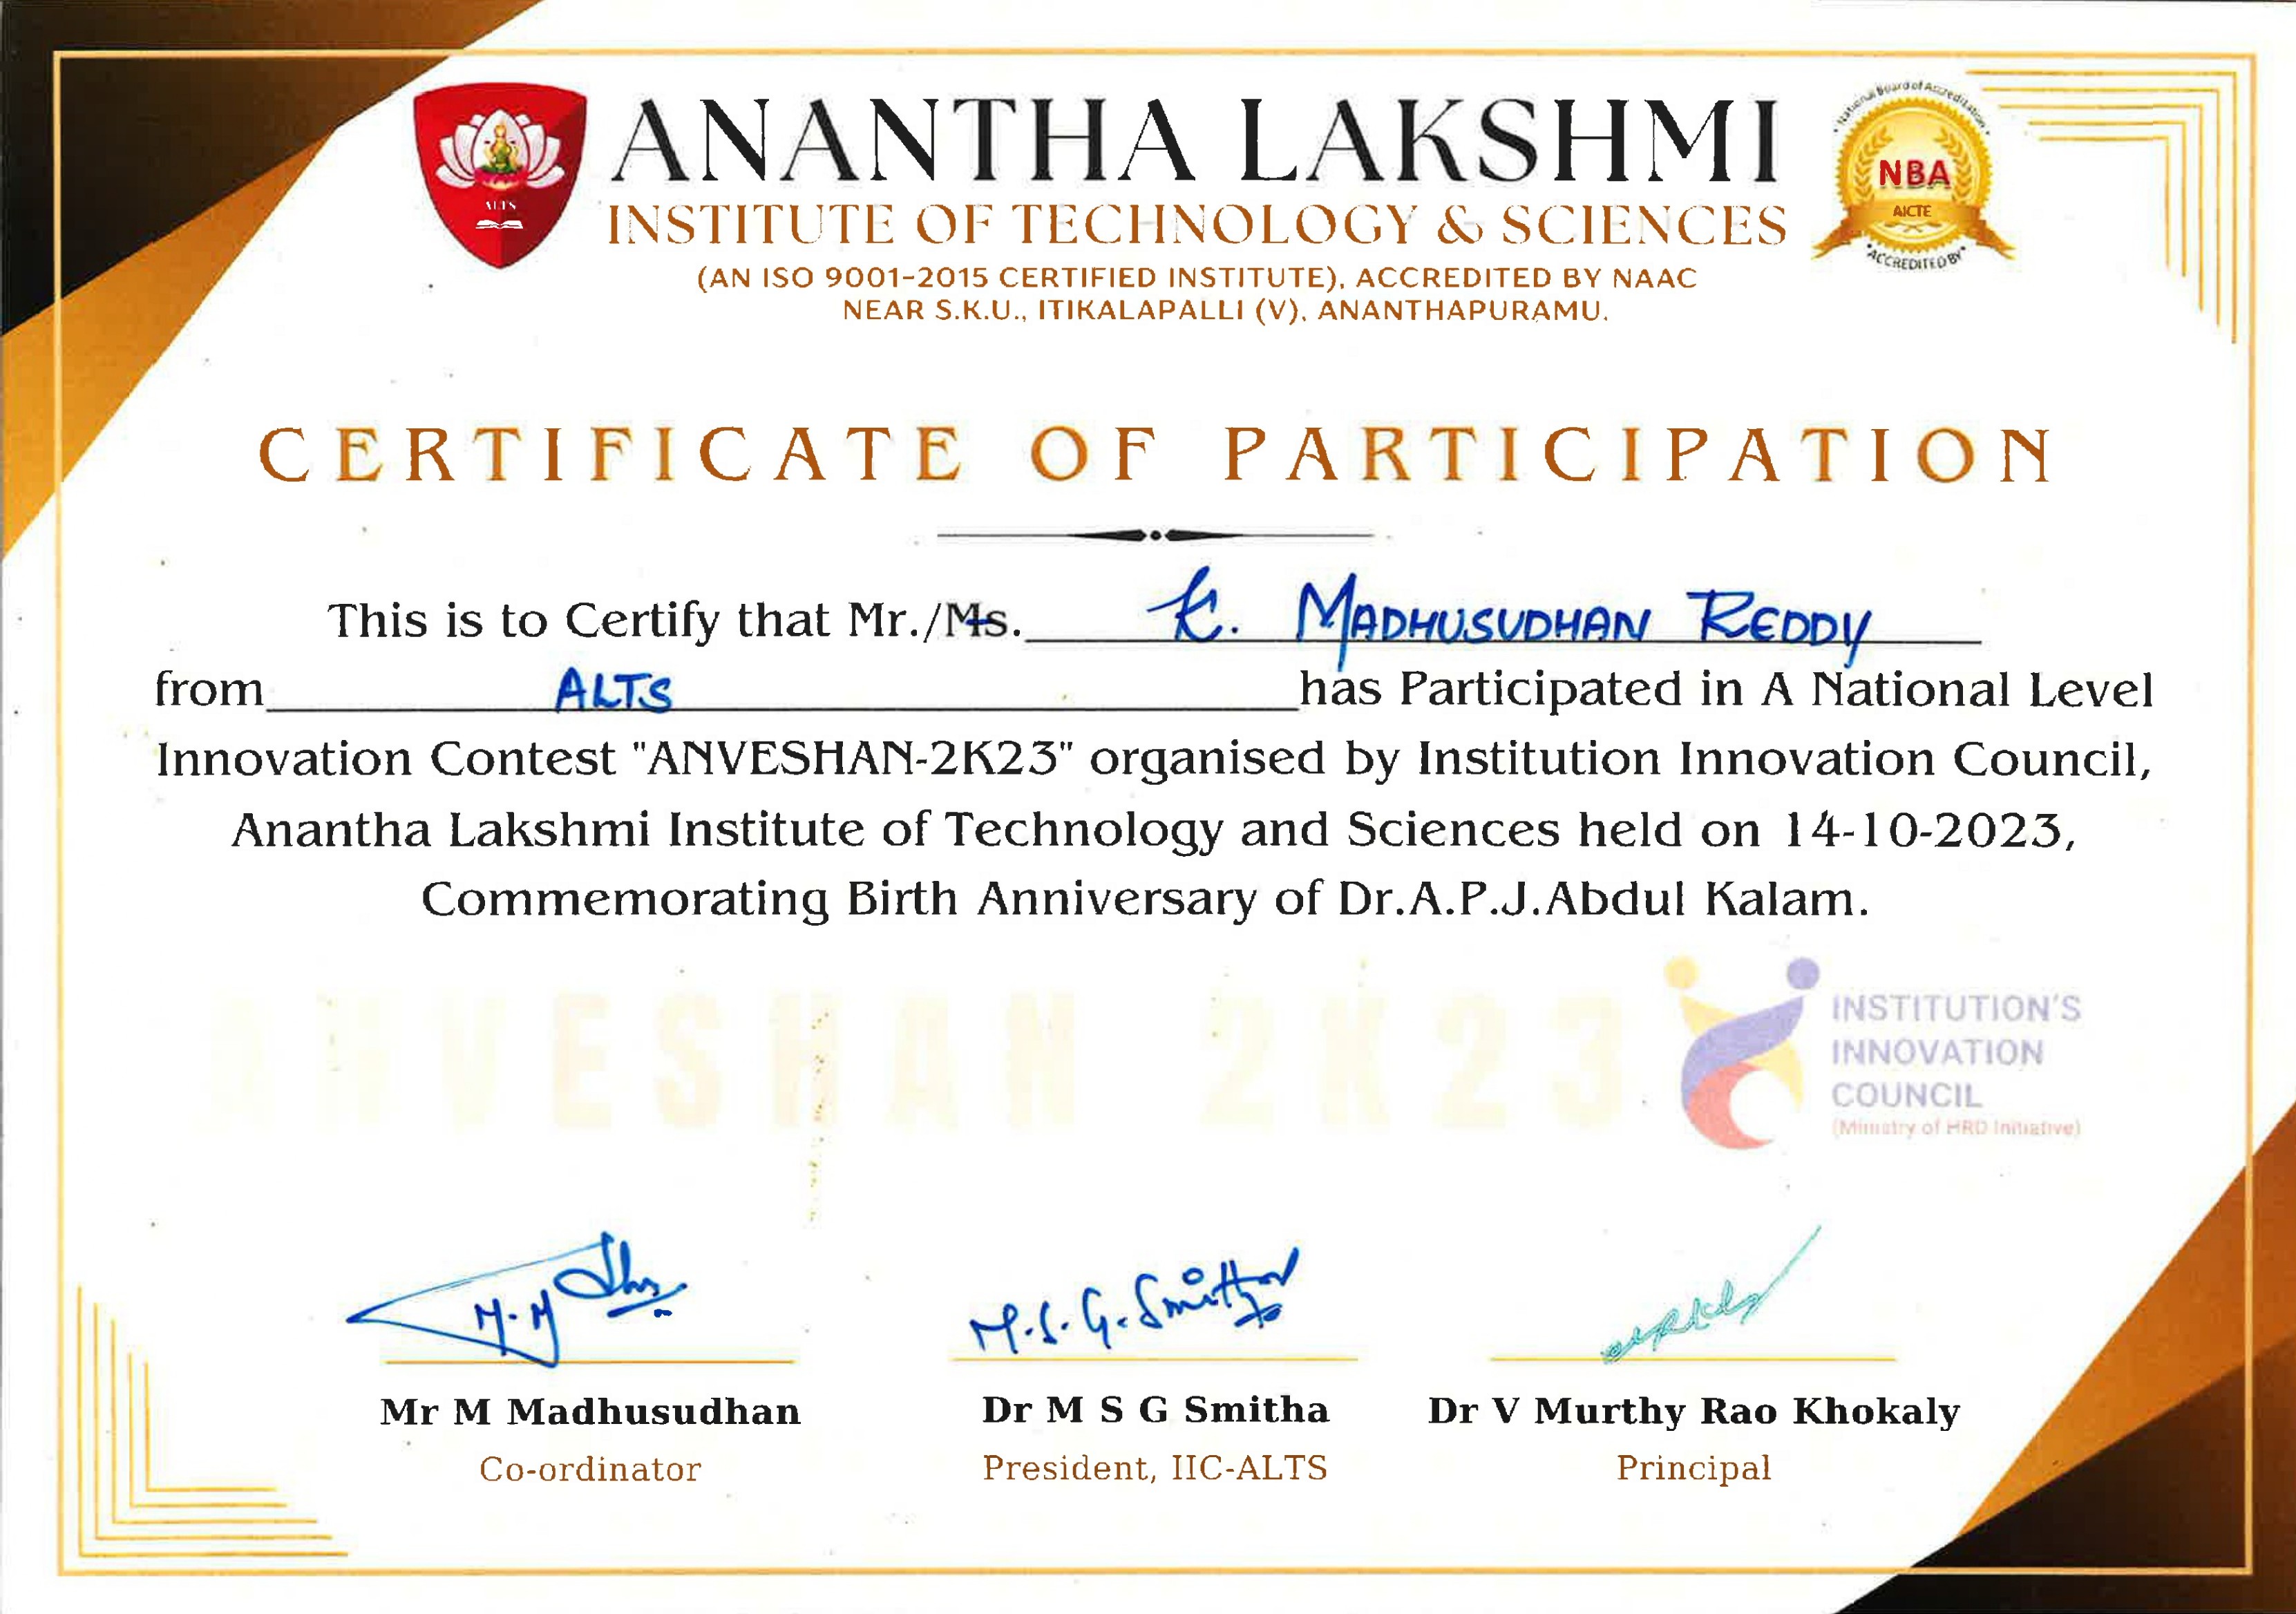 ALTS
ANANTHA LAKSHMI
INSTITUTE OF TECHNOLOGY & SCIENCES
(AN ISO 9001-2015 CERTIFIED INSTITUTE), ACCREDITED BY NAAC
NEAR S.K.U., ITIKALAPALLI (V), ANANTHAPURAMU.
National Board of Accreditation
NBA
AICTE
ACCREDITED BY
CERTIFICATE OF PARTICIPATION
This is to Certify that Mr./Ms. K. MADHUSUDHAN REDDY
from ALTS has Participated in A National Level
Innovation Contest "ANVESHAN-2K23" organised by Institution Innovation Council,
Anantha Lakshmi Institute of Technology and Sciences held on 14-10-2023,
Commemorating Birth Anniversary of Dr.A.P.J.Abdul Kalam.
ANVESHAN 2K23
INSTITUTION'S
INNOVATION
COUNCIL
(Ministry of HRD Initiative)
M.S.G. Smitha
Mr M Madhusudhan
Co-ordinator
Dr M S G Smitha
President, IIC-ALTS
Dr V Murthy Rao Khokaly
Principal